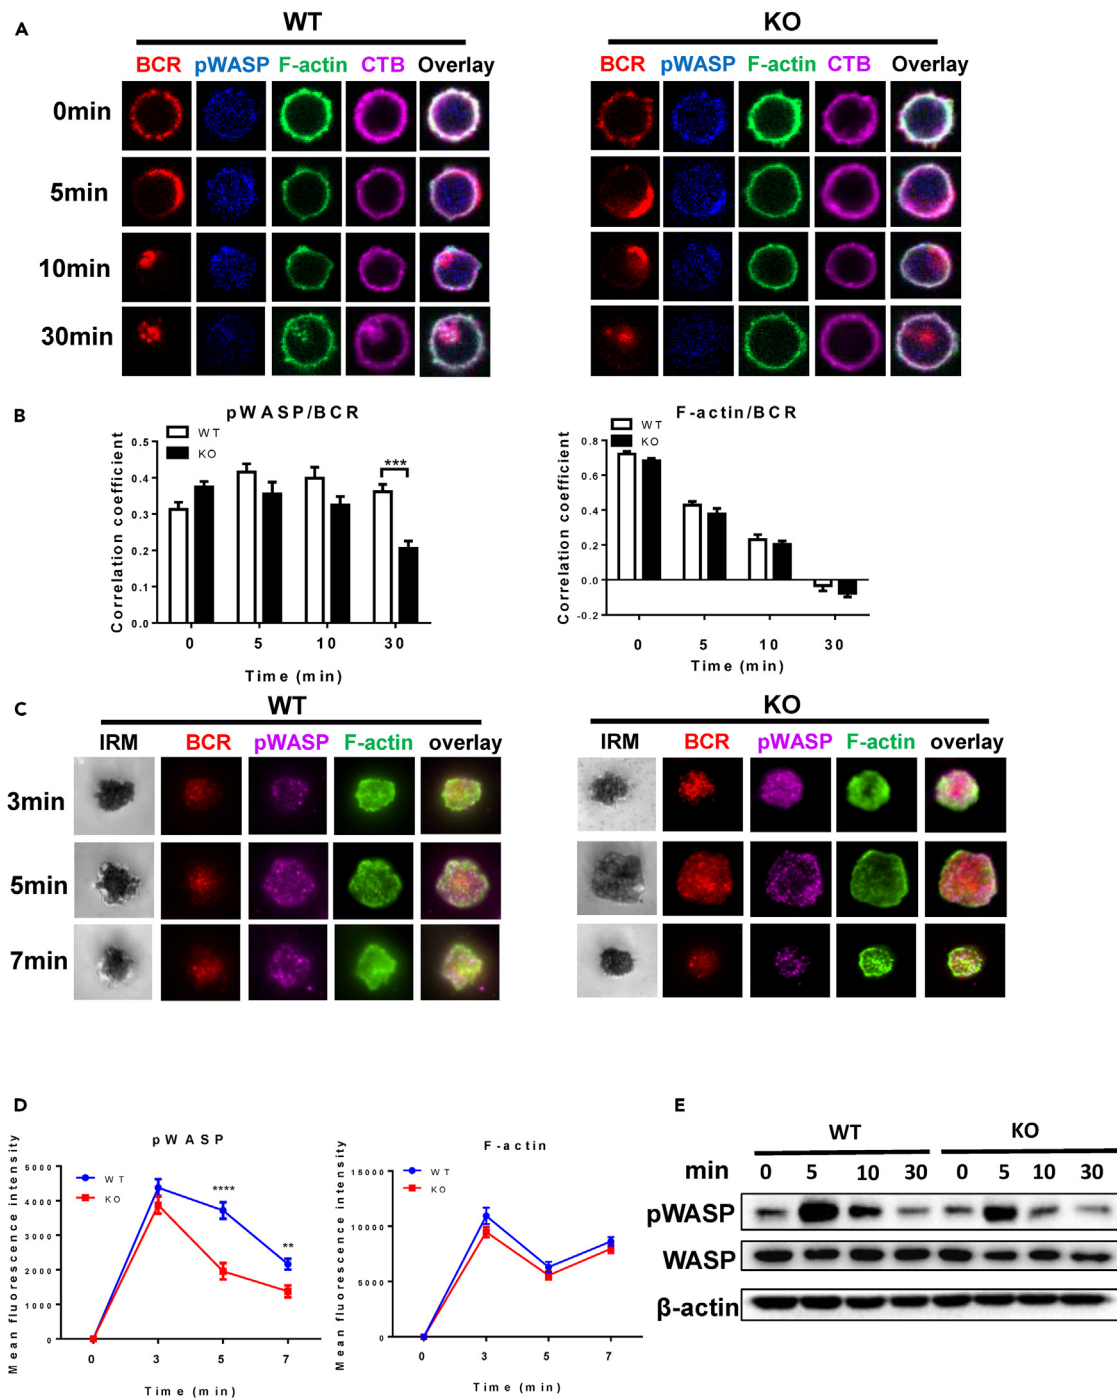 A
WT
KO
BCR pWASP F-actin CTB Overlay
BCR pWASP F-actin CTB Overlay
0min
5min
10min
30min
B
pWASP/BCR
WT
KO
Correlation coefficient
0.5
0.4
0.3
0.2
0.1
0.0
***
0 5 10 30
Time (min)
F-actin/BCR
WT
KO
Correlation coefficient
0.8
0.6
0.4
0.2
0.0
-0.2
0 5 10 30
Time (min)
C
WT
KO
IRM BCR pWASP F-actin overlay
IRM BCR pWASP F-actin overlay
3min
5min
7min
D
pWASP
Mean fluorescence intensity
5000
4000
3000
2000
1000
0
WT
KO
****
**
0 3 5 7
Time (min)
F-actin
Mean fluorescence intensity
15000
10000
5000
0
WT
KO
0 3 5 7
Time (min)
E
WT KO
min 0 5 10 30 0 5 10 30
pWASP
WASP
β-actin